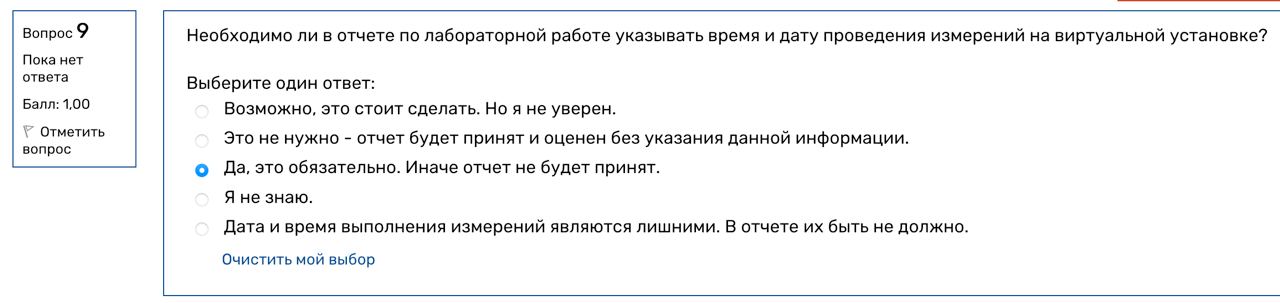 Вопрос 9
Пока нет
ответа
Балл: 1,00
Отметить
вопрос
Необходимо ли в отчете по лабораторной работе указывать время и дату проведения измерений на виртуальной установке?
Выберите один ответ:
Возможно, это стоит сделать. Но я не уверен.
Это не нужно - отчет будет принят и оценен без указания данной информации.
Да, это обязательно. Иначе отчет не будет принят.
Я не знаю.
Дата и время выполнения измерений являются лишними. В отчете их быть не должно.
Очистить мой выбор